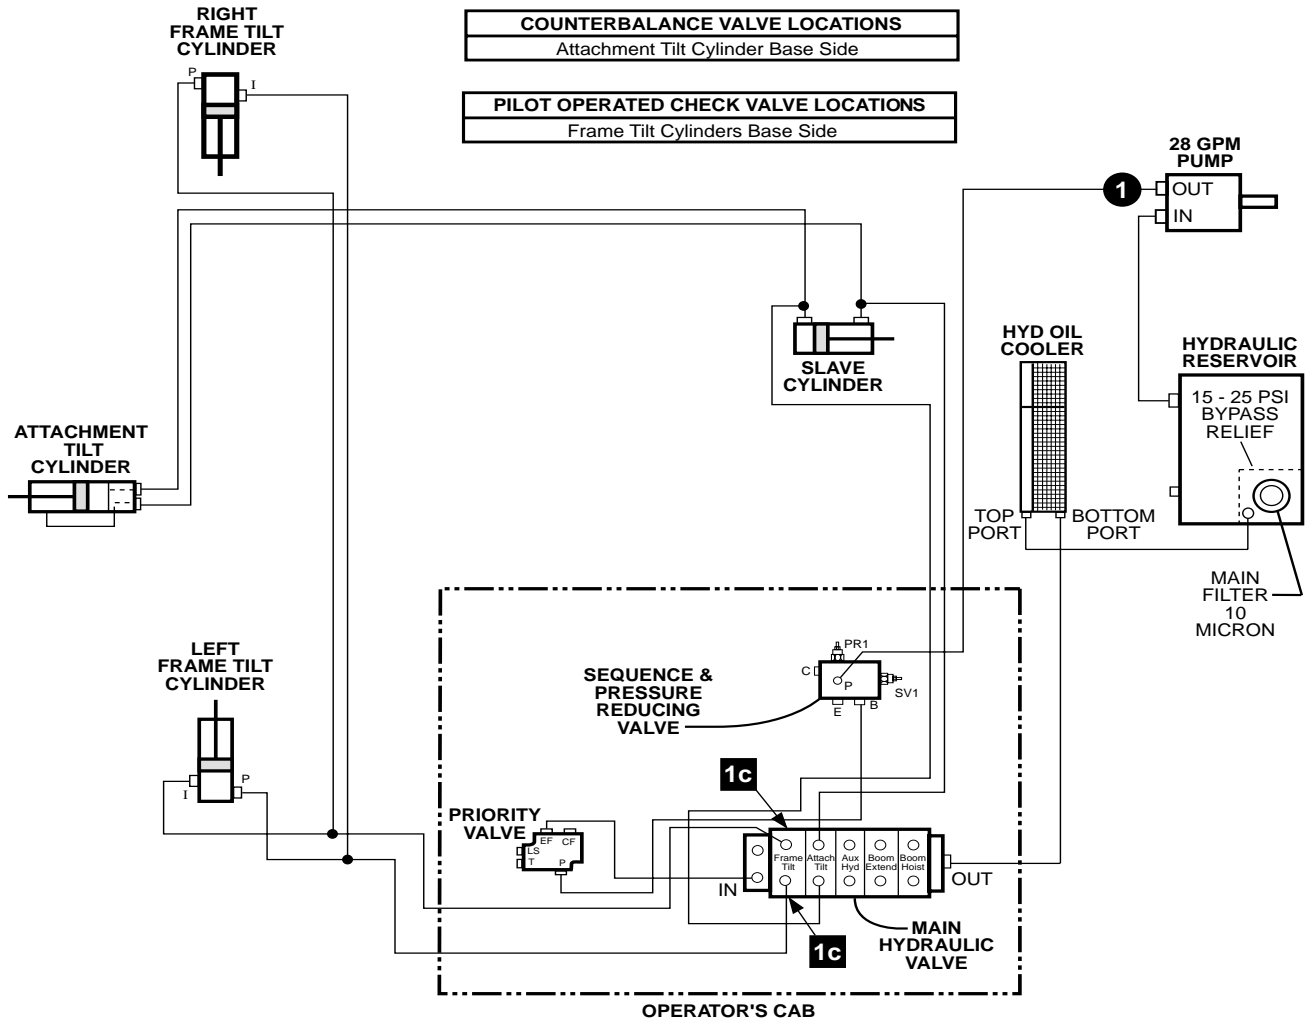 RIGHT
FRAME TILT
CYLINDER
P
I
COUNTERBALANCE VALVE LOCATIONS
Attachment Tilt Cylinder Base Side
PILOT OPERATED CHECK VALVE LOCATIONS
Frame Tilt Cylinders Base Side
28 GPM
PUMP
1
OUT
IN
HYD OIL
COOLER
HYDRAULIC
RESERVOIR
SLAVE
CYLINDER
15 - 25 PSI
BYPASS
RELIEF
ATTACHMENT
TILT
CYLINDER
TOP
PORT
BOTTOM
PORT
MAIN
FILTER
10
MICRON
LEFT
FRAME TILT
CYLINDER
I
P
SEQUENCE &
PRESSURE
REDUCING
VALVE
PR1
C
P
SV1
E
B
1c
PRIORITY
VALVE
EF
CF
LS
T
P
Frame
Tilt
Attach
Tilt
Aux
Hyd
Boom
Extend
Boom
Hoist
IN
OUT
1c
MAIN
HYDRAULIC
VALVE
OPERATOR'S CAB